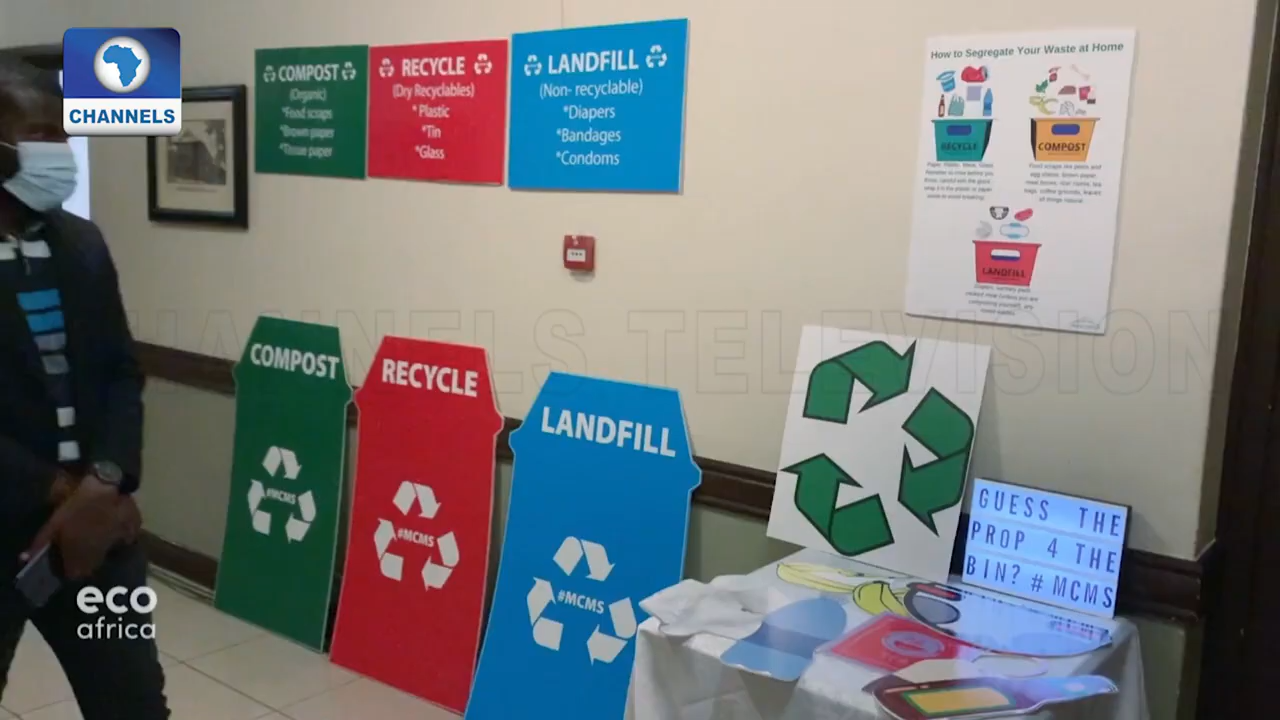 CHANNELS
COMPOST
(Organic)
*Food scraps
*Brown paper
*Tissue paper
RECYCLE
(Dry Recyclables)
* Plastic
*Tin
*Glass
LANDFILL
(Non- recyclable)
*Diapers
*Bandages
*Condoms
How to Segregate Your Waste at Home
RECYCLE
COMPOST
LANDFILL
CHANNELS TELEVISION
COMPOST
#MCMS
RECYCLE
#MCMS
LANDFILL
#MCMS
GUESS THE
PROP 4 THE
BIN? # MCMS
eco
africa